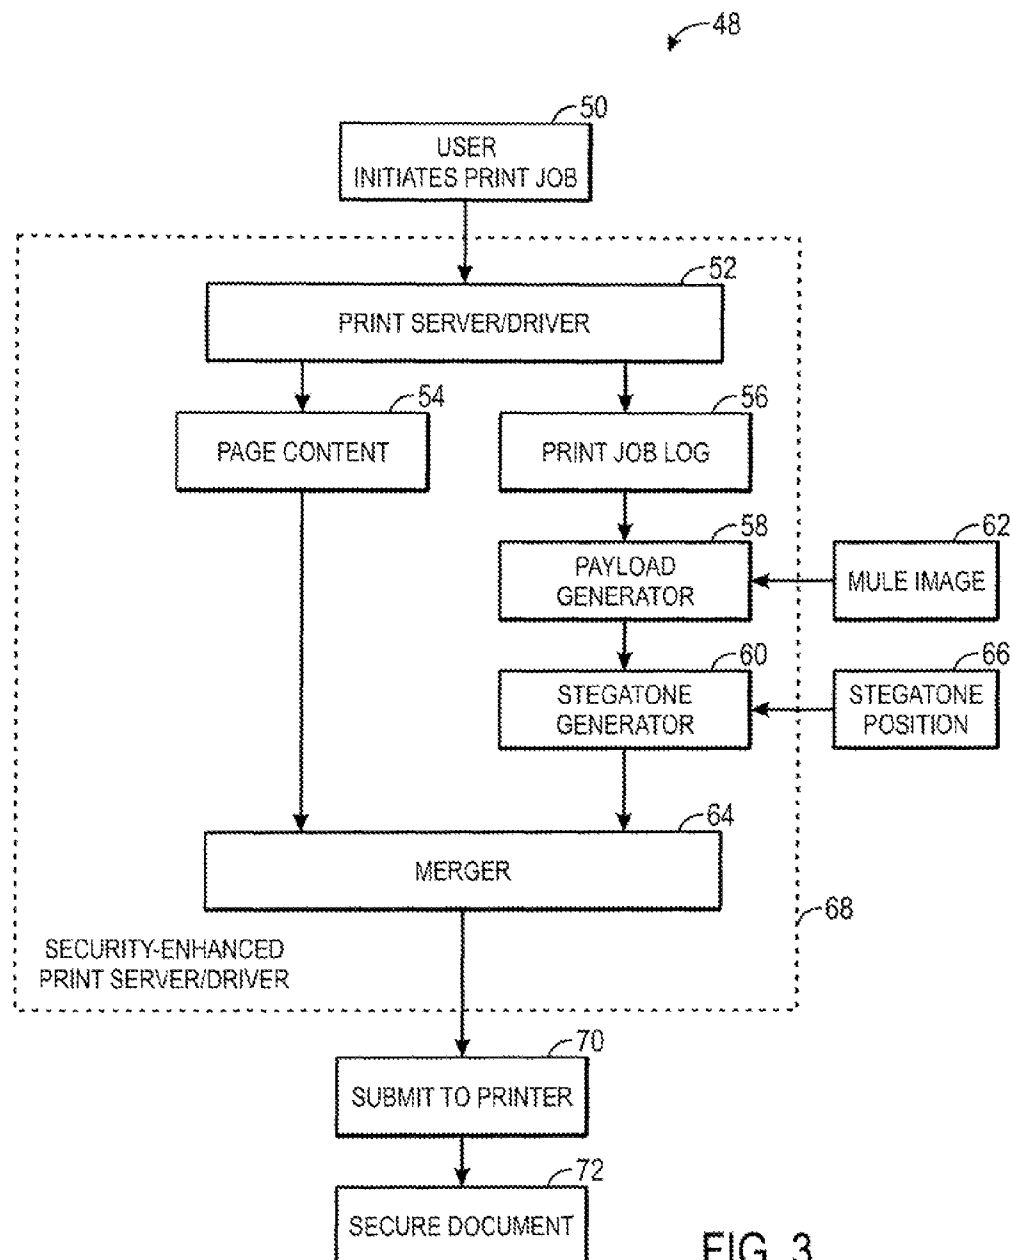 48
50
USER
INITIATES PRINT JOB
52
PRINT SERVER/DRIVER
54
PAGE CONTENT
56
PRINT JOB LOG
58
PAYLOAD
GENERATOR
62
MULE IMAGE
60
STEGATONE
GENERATOR
66
STEGATONE
POSITION
64
MERGER
68
SECURITY-ENHANCED
PRINT SERVER/DRIVER
70
SUBMIT TO PRINTER
72
SECURE DOCUMENT
FIG. 3